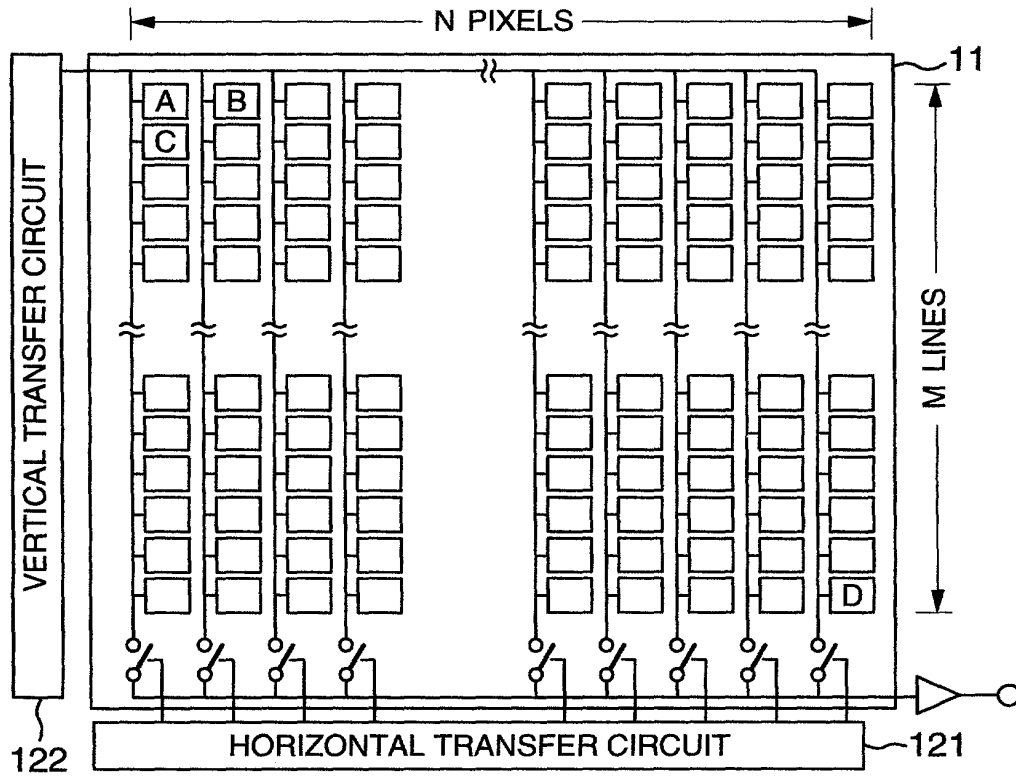 N PIXELS
11
A B
C
VERTICAL TRANSFER CIRCUIT
M LINES
D
122
HORIZONTAL TRANSFER CIRCUIT
121